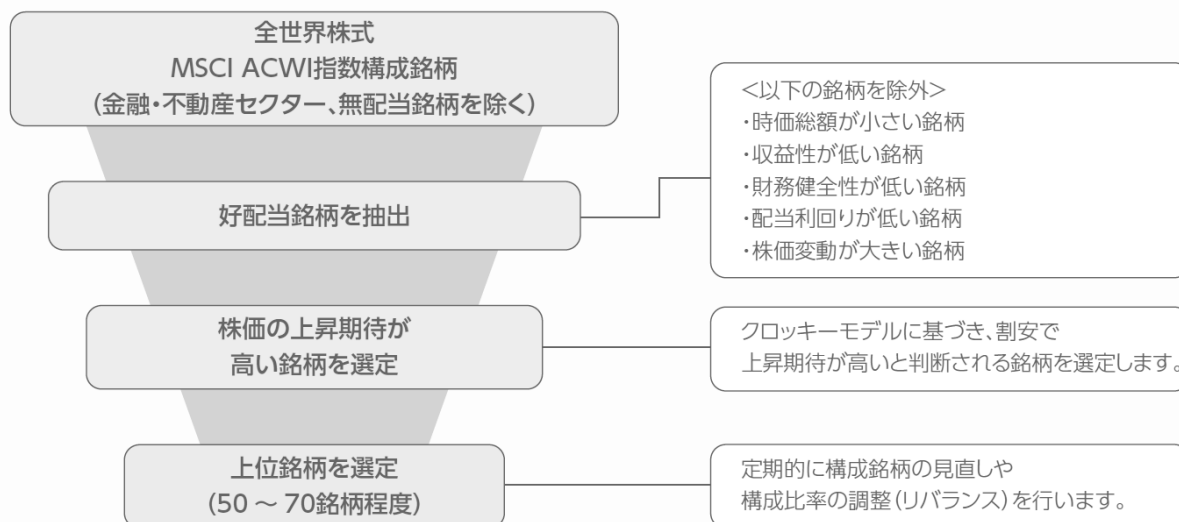 全世界株式
MSCI ACWI指数構成銘柄
(金融・不動産セクター、無配当銘柄を除く)
好配当銘柄を抽出
<以下の銘柄を除外>
・時価総額が小さい銘柄
・収益性が低い銘柄
・財務健全性が低い銘柄
・配当利回りが低い銘柄
・株価変動が大きい銘柄
株価の上昇期待が
高い銘柄を選定
クロッキーモデルに基づき、割安で
上昇期待が高いと判断される銘柄を選定します。
上位銘柄を選定
(50 ～ 70銘柄程度)
定期的に構成銘柄の見直しや
構成比率の調整(リバランス)を行います。